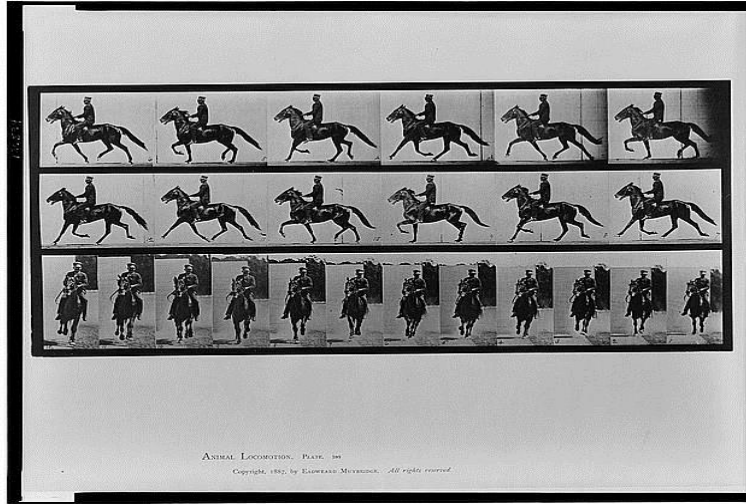 ANIMAL LOCOMOTION. PLATE.
Copyright, 1887, by EADWEARD MUYBRIDGE. All rights reserved.